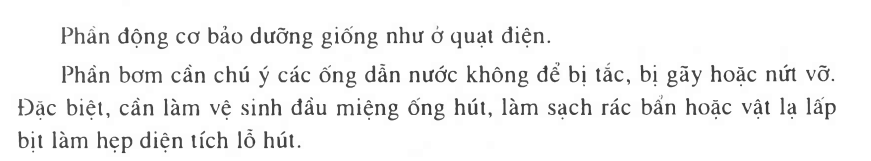 Phần động cơ bảo dưỡng giống như ở quạt điện.
Phần bơm cần chú ý các ống dẫn nước không để bị tắc, bị gãy hoặc nứt vỡ.
Đặc biệt, cần làm vệ sinh đầu miệng ống hút, làm sạch rác bẩn hoặc vật lạ lấp
bịt làm hẹp diện tích lỗ hút.